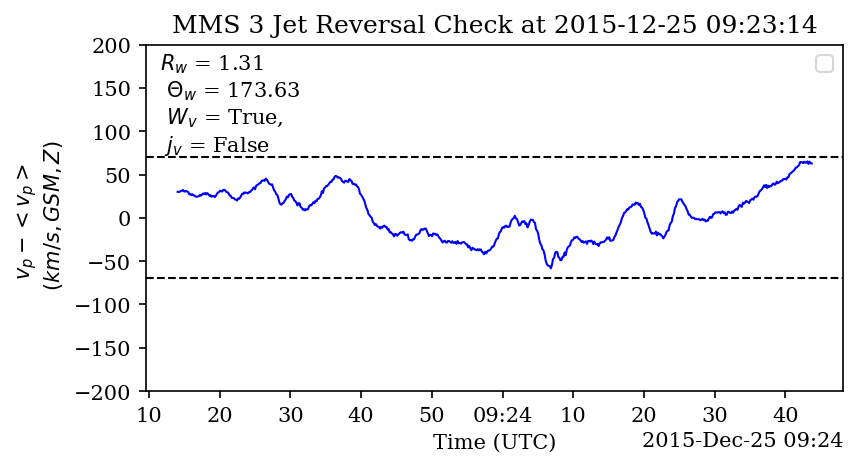 MMS 3 Jet Reversal Check at 2015-12-25 09:23:14
R_w = 1.31
Θ_w = 173.63
W_v = True,
j_v = False
200
150
100
50
0
−50
−100
−150
−200
v_p − < v_p >
(km/s, GSM, Z)
10 20 30 40 50 09:24 10 20 30 40
Time (UTC)
2015-Dec-25 09:24